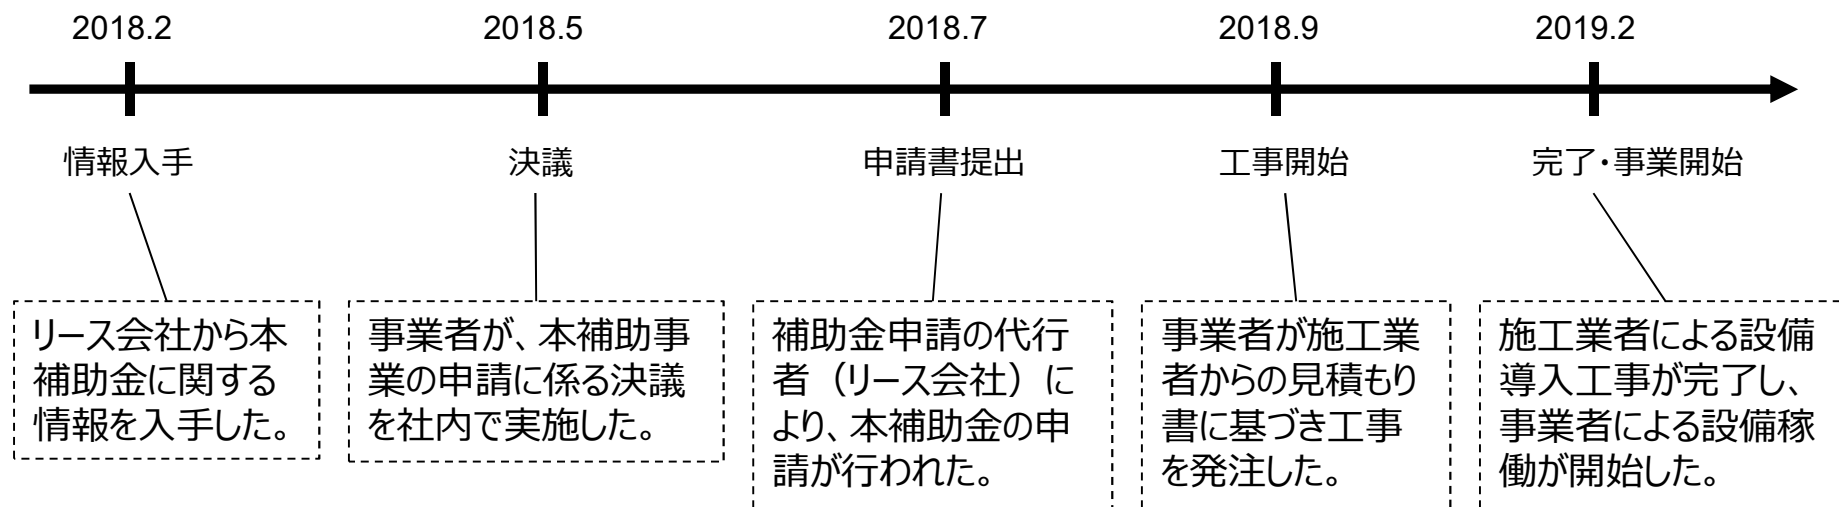 2018.2
2018.5
2018.7
2018.9
2019.2
情報入手
決議
申請書提出
工事開始
完了・事業開始
リース会社から本
補助金に関する
情報を入手した。
事業者が、本補助事
業の申請に係る決議
を社内で実施した。
補助金申請の代行
者（リース会社）に
より、本補助金の申
請が行われた。
事業者が施工業
者からの見積もり
書に基づき工事
を発注した。
施工業者による設備
導入工事が完了し、
事業者による設備稼
働が開始した。